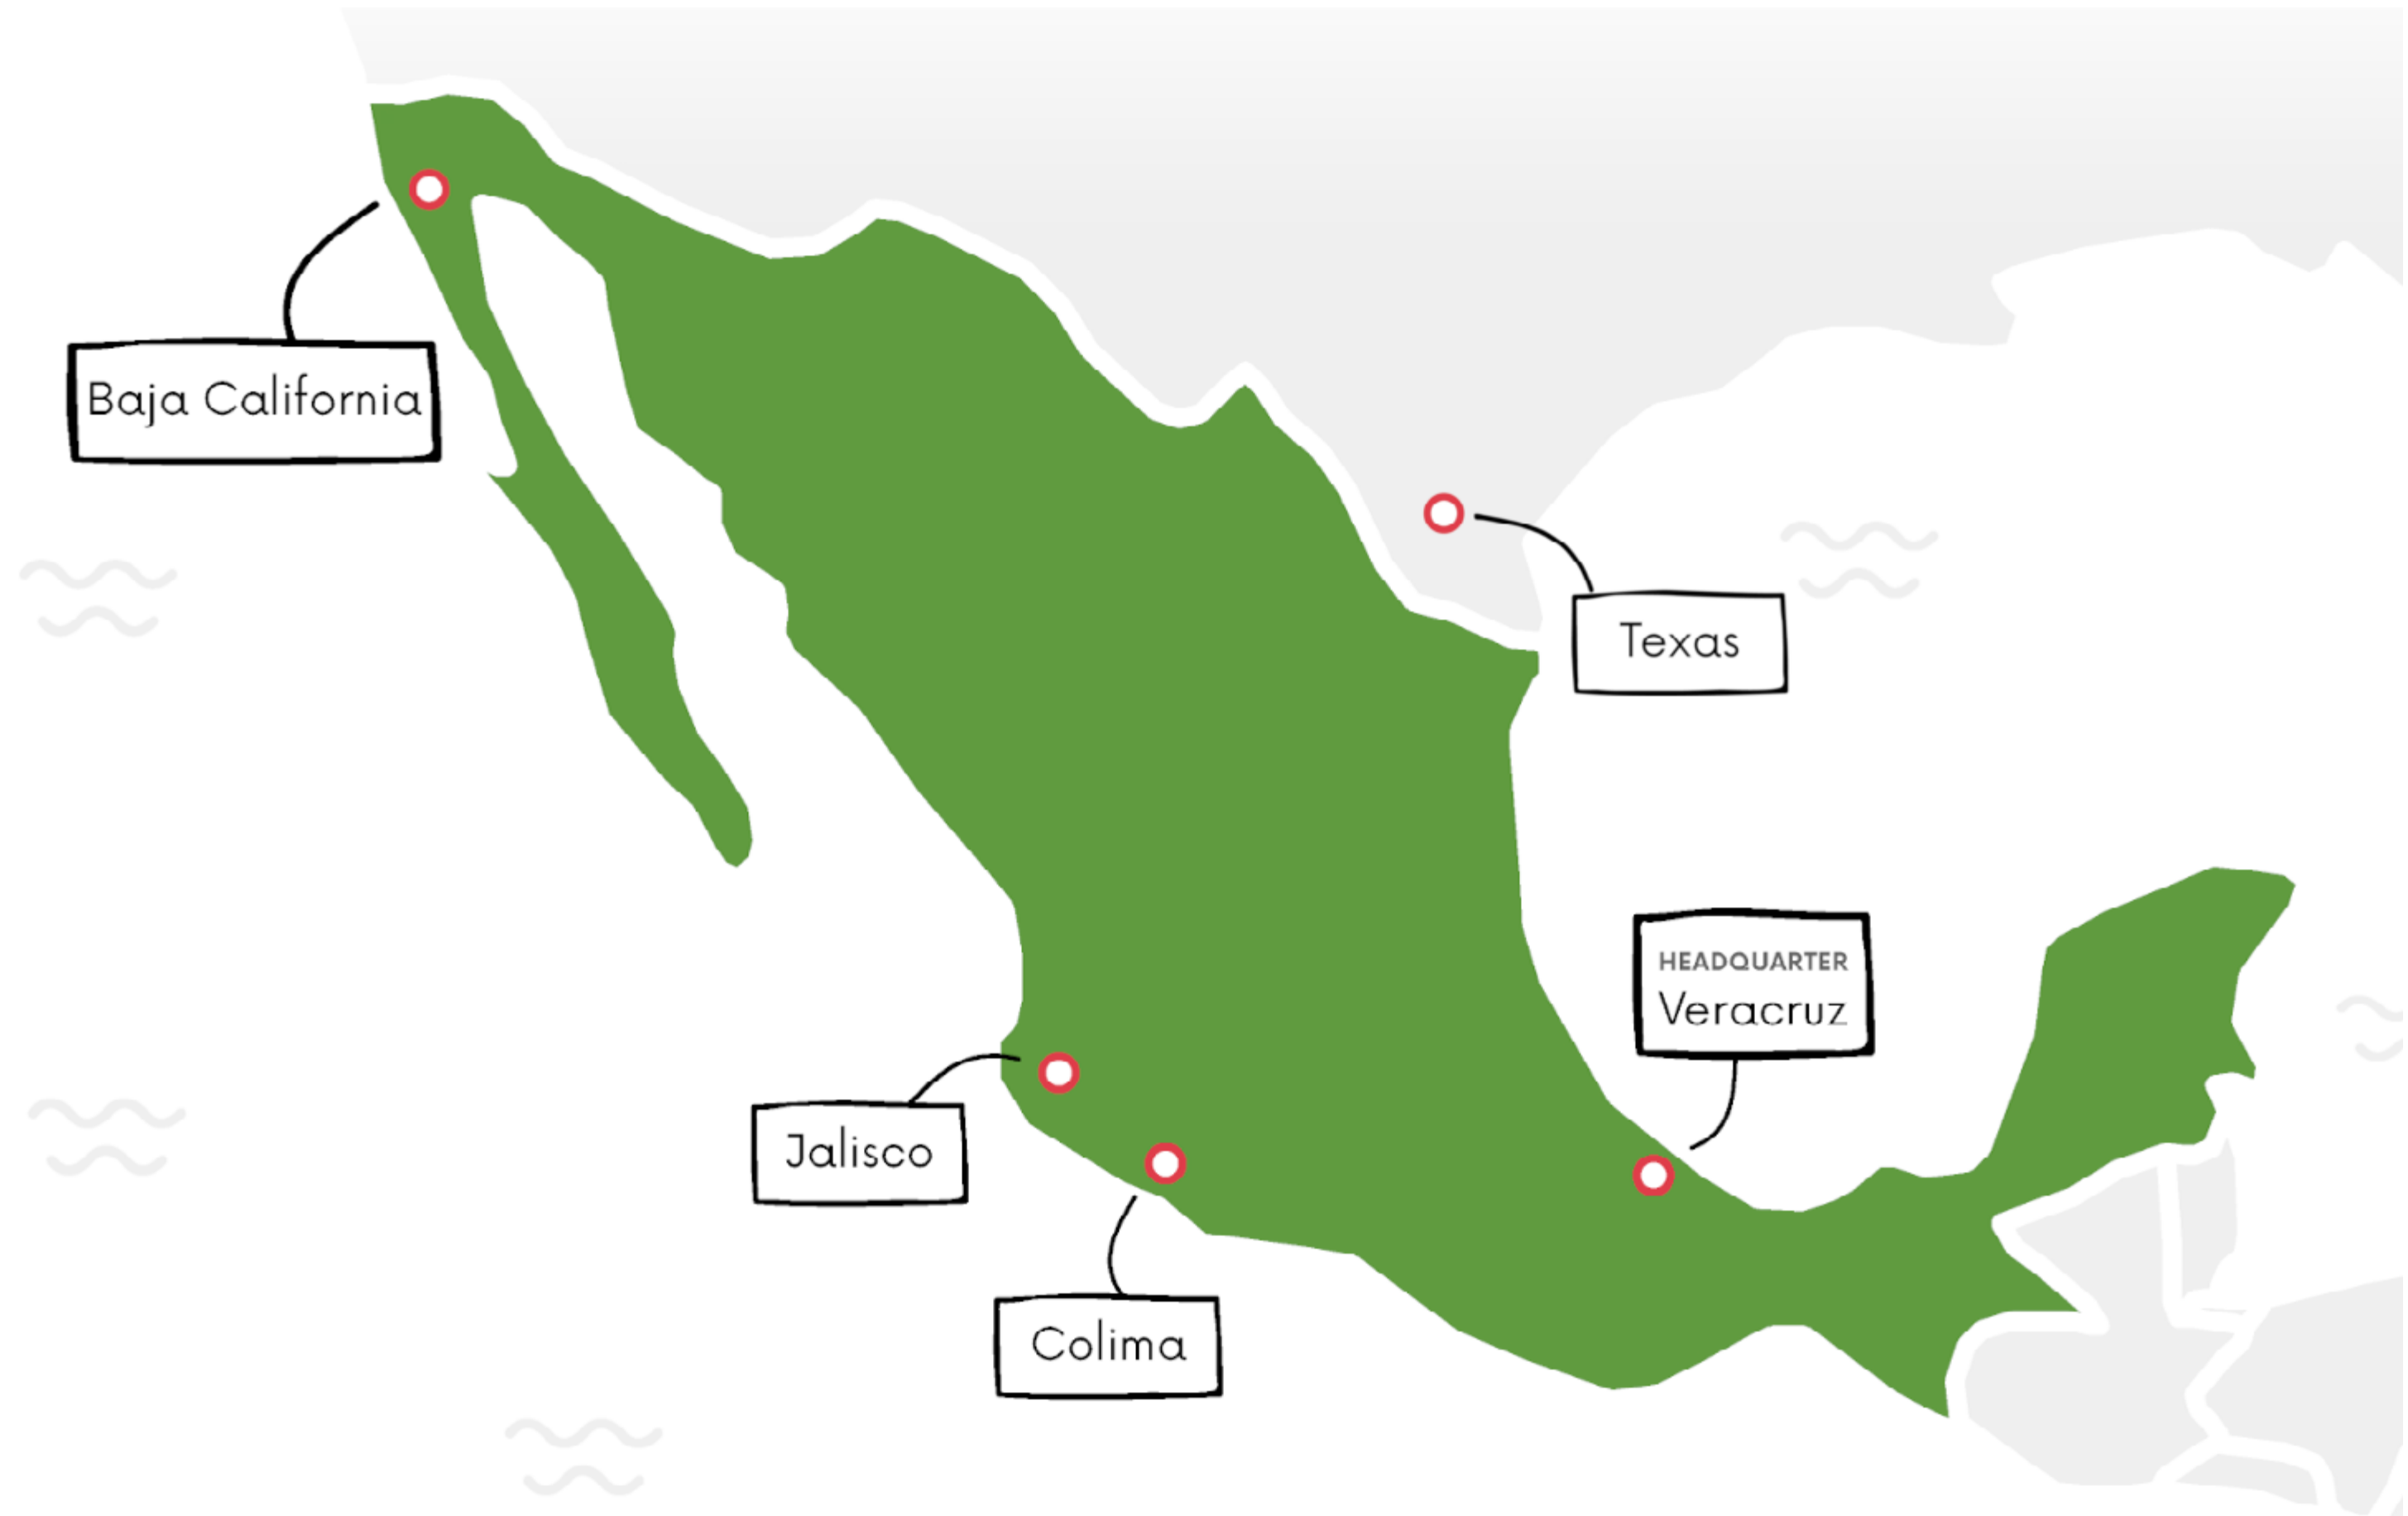 Baja California
Texas
HEADQUARTER
Veracruz
Jalisco
Colima